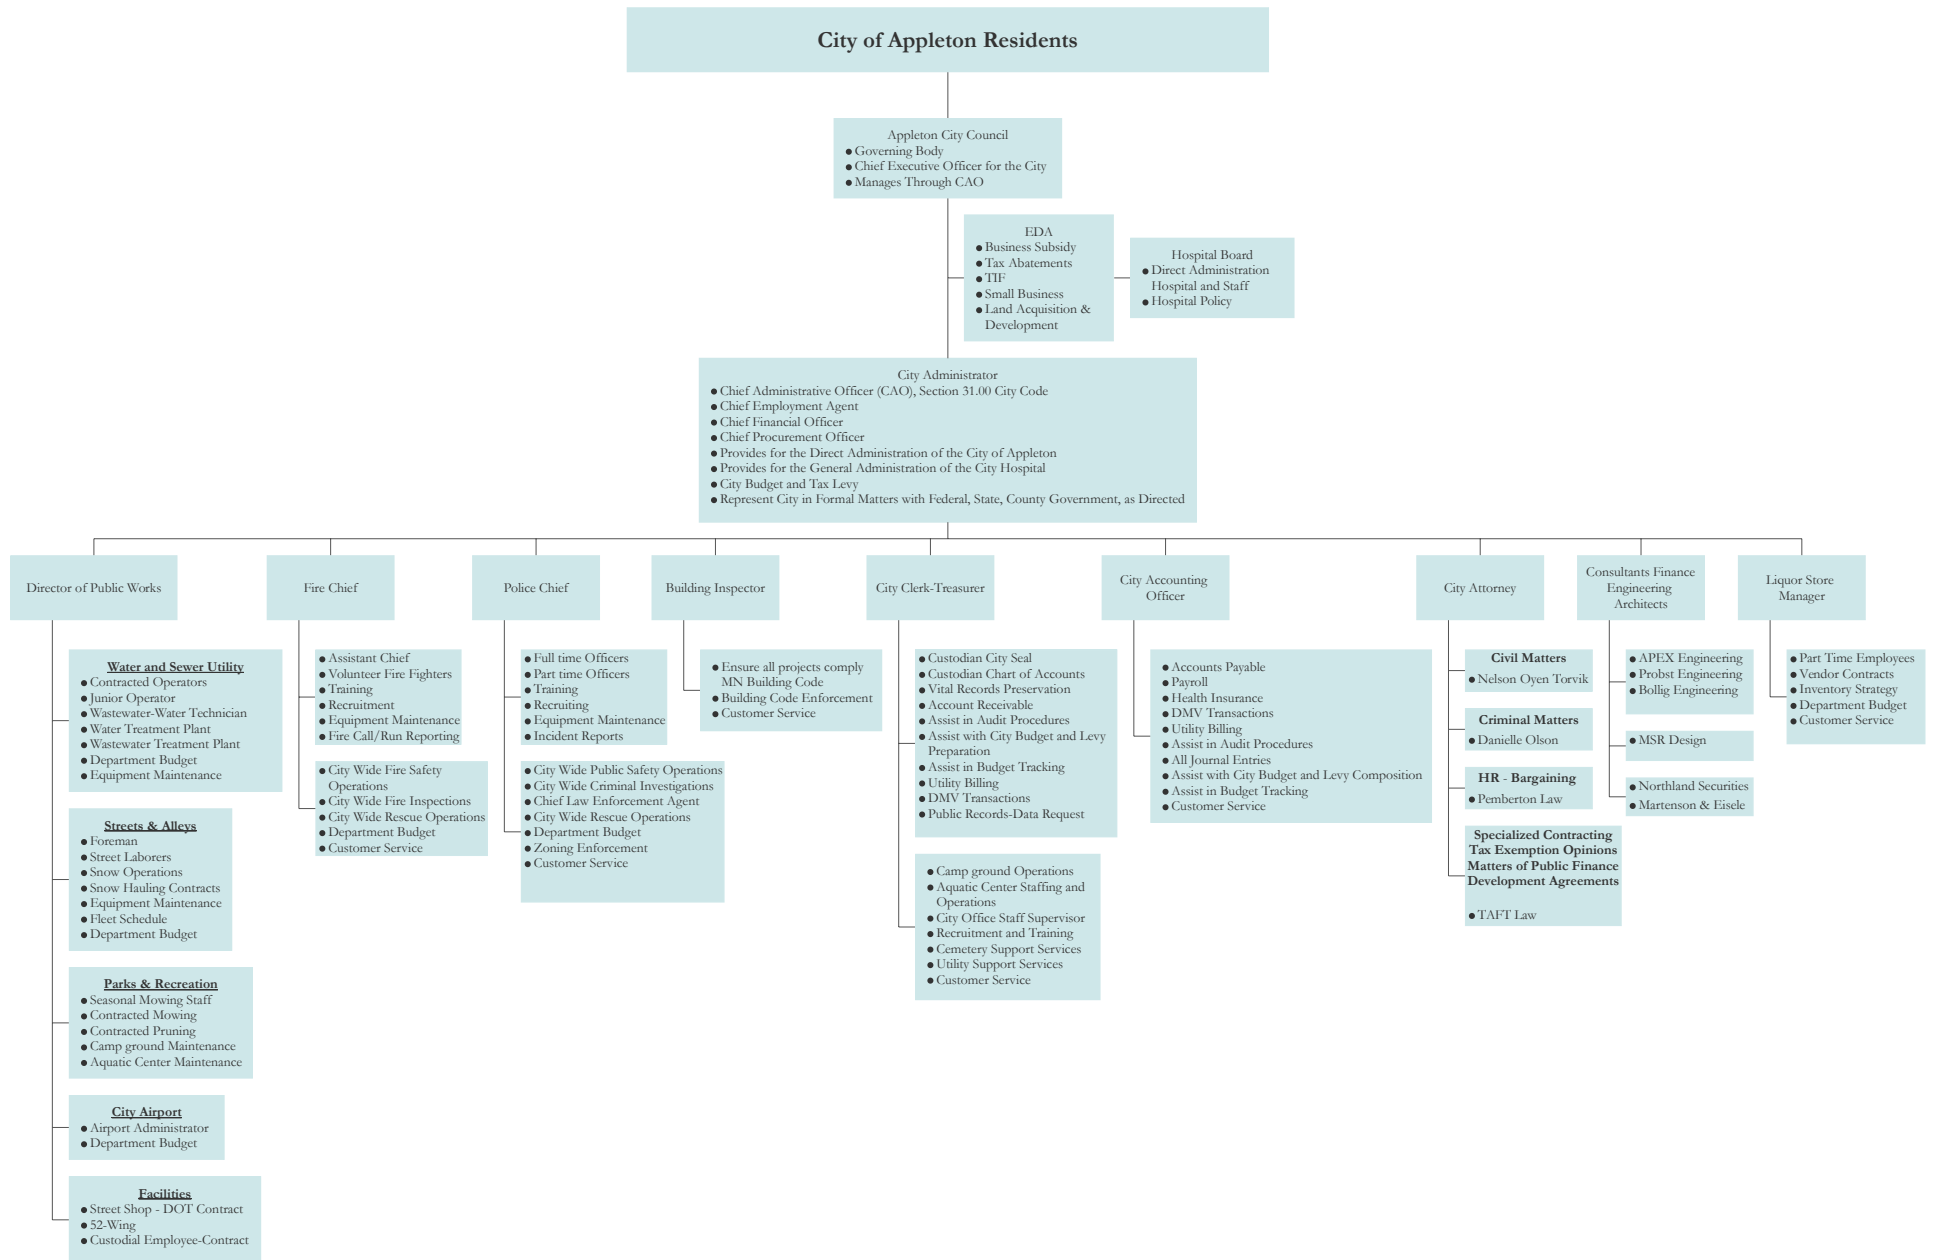 City of Appleton Residents
Appleton City Council
● Governing Body
● Chief Executive Officer for the City
● Manages Through CAO
EDA
● Business Subsidy
● Tax Abatements
● TIF
● Small Business
● Land Acquisition &
Development
Hospital Board
● Direct Administration
Hospital and Staff
● Hospital Policy
City Administrator
● Chief Administrative Officer (CAO), Section 31.00 City Code
● Chief Employment Agent
● Chief Financial Officer
● Chief Procurement Officer
● Provides for the Direct Administration of the City of Appleton
● Provides for the General Administration of the City Hospital
● City Budget and Tax Levy
● Represent City in Formal Matters with Federal, State, County Government, as Directed
Director of Public Works
Water and Sewer Utility
● Contracted Operators
● Junior Operator
● Wastewater-Water Technician
● Water Treatment Plant
● Wastewater Treatment Plant
● Department Budget
● Equipment Maintenance
Streets & Alleys
● Foreman
● Street Laborers
● Snow Operations
● Snow Hauling Contracts
● Equipment Maintenance
● Fleet Schedule
● Department Budget
Parks & Recreation
● Seasonal Mowing Staff
● Contracted Mowing
● Contracted Pruning
● Camp ground Maintenance
● Aquatic Center Maintenance
City Airport
● Airport Administrator
● Department Budget
Facilities
● Street Shop - DOT Contract
● 52-Wing
● Custodial Employee-Contract
Fire Chief
● Assistant Chief
● Volunteer Fire Fighters
● Training
● Recruitment
● Equipment Maintenance
● Fire Call/Run Reporting
● City Wide Fire Safety
Operations
● City Wide Fire Inspections
● City Wide Rescue Operations
● Department Budget
● Customer Service
Police Chief
● Full time Officers
● Part time Officers
● Training
● Recruiting
● Equipment Maintenance
● Incident Reports
● City Wide Public Safety Operations
● City Wide Criminal Investigations
● Chief Law Enforcement Agent
● City Wide Rescue Operations
● Department Budget
● Zoning Enforcement
● Customer Service
Building Inspector
● Ensure all projects comply
MN Building Code
● Building Code Enforcement
● Customer Service
City Clerk-Treasurer
● Custodian City Seal
● Custodian Chart of Accounts
● Vital Records Preservation
● Account Receivable
● Assist in Audit Procedures
● Assist with City Budget and Levy
Preparation
● Assist in Budget Tracking
● Utility Billing
● DMV Transactions
● Public Records-Data Request
● Camp ground Operations
● Aquatic Center Staffing and
Operations
● City Office Staff Supervisor
● Recruitment and Training
● Cemetery Support Services
● Utility Support Services
● Customer Service
City Accounting
Officer
● Accounts Payable
● Payroll
● Health Insurance
● DMV Transactions
● Utility Billing
● Assist in Audit Procedures
● All Journal Entries
● Assist with City Budget and Levy Composition
● Assist in Budget Tracking
● Customer Service
City Attorney
Civil Matters
● Nelson Oyen Torvik
Criminal Matters
● Danielle Olson
HR - Bargaining
● Pemberton Law
Specialized Contracting
Tax Exemption Opinions
Matters of Public Finance
Development Agreements
● TAFT Law
Consultants Finance
Engineering
Architects
● APEX Engineering
● Probst Engineering
● Bollig Engineering
● MSR Design
● Northland Securities
● Martenson & Eisele
Liquor Store
Manager
● Part Time Employees
● Vendor Contracts
● Inventory Strategy
● Department Budget
● Customer Service